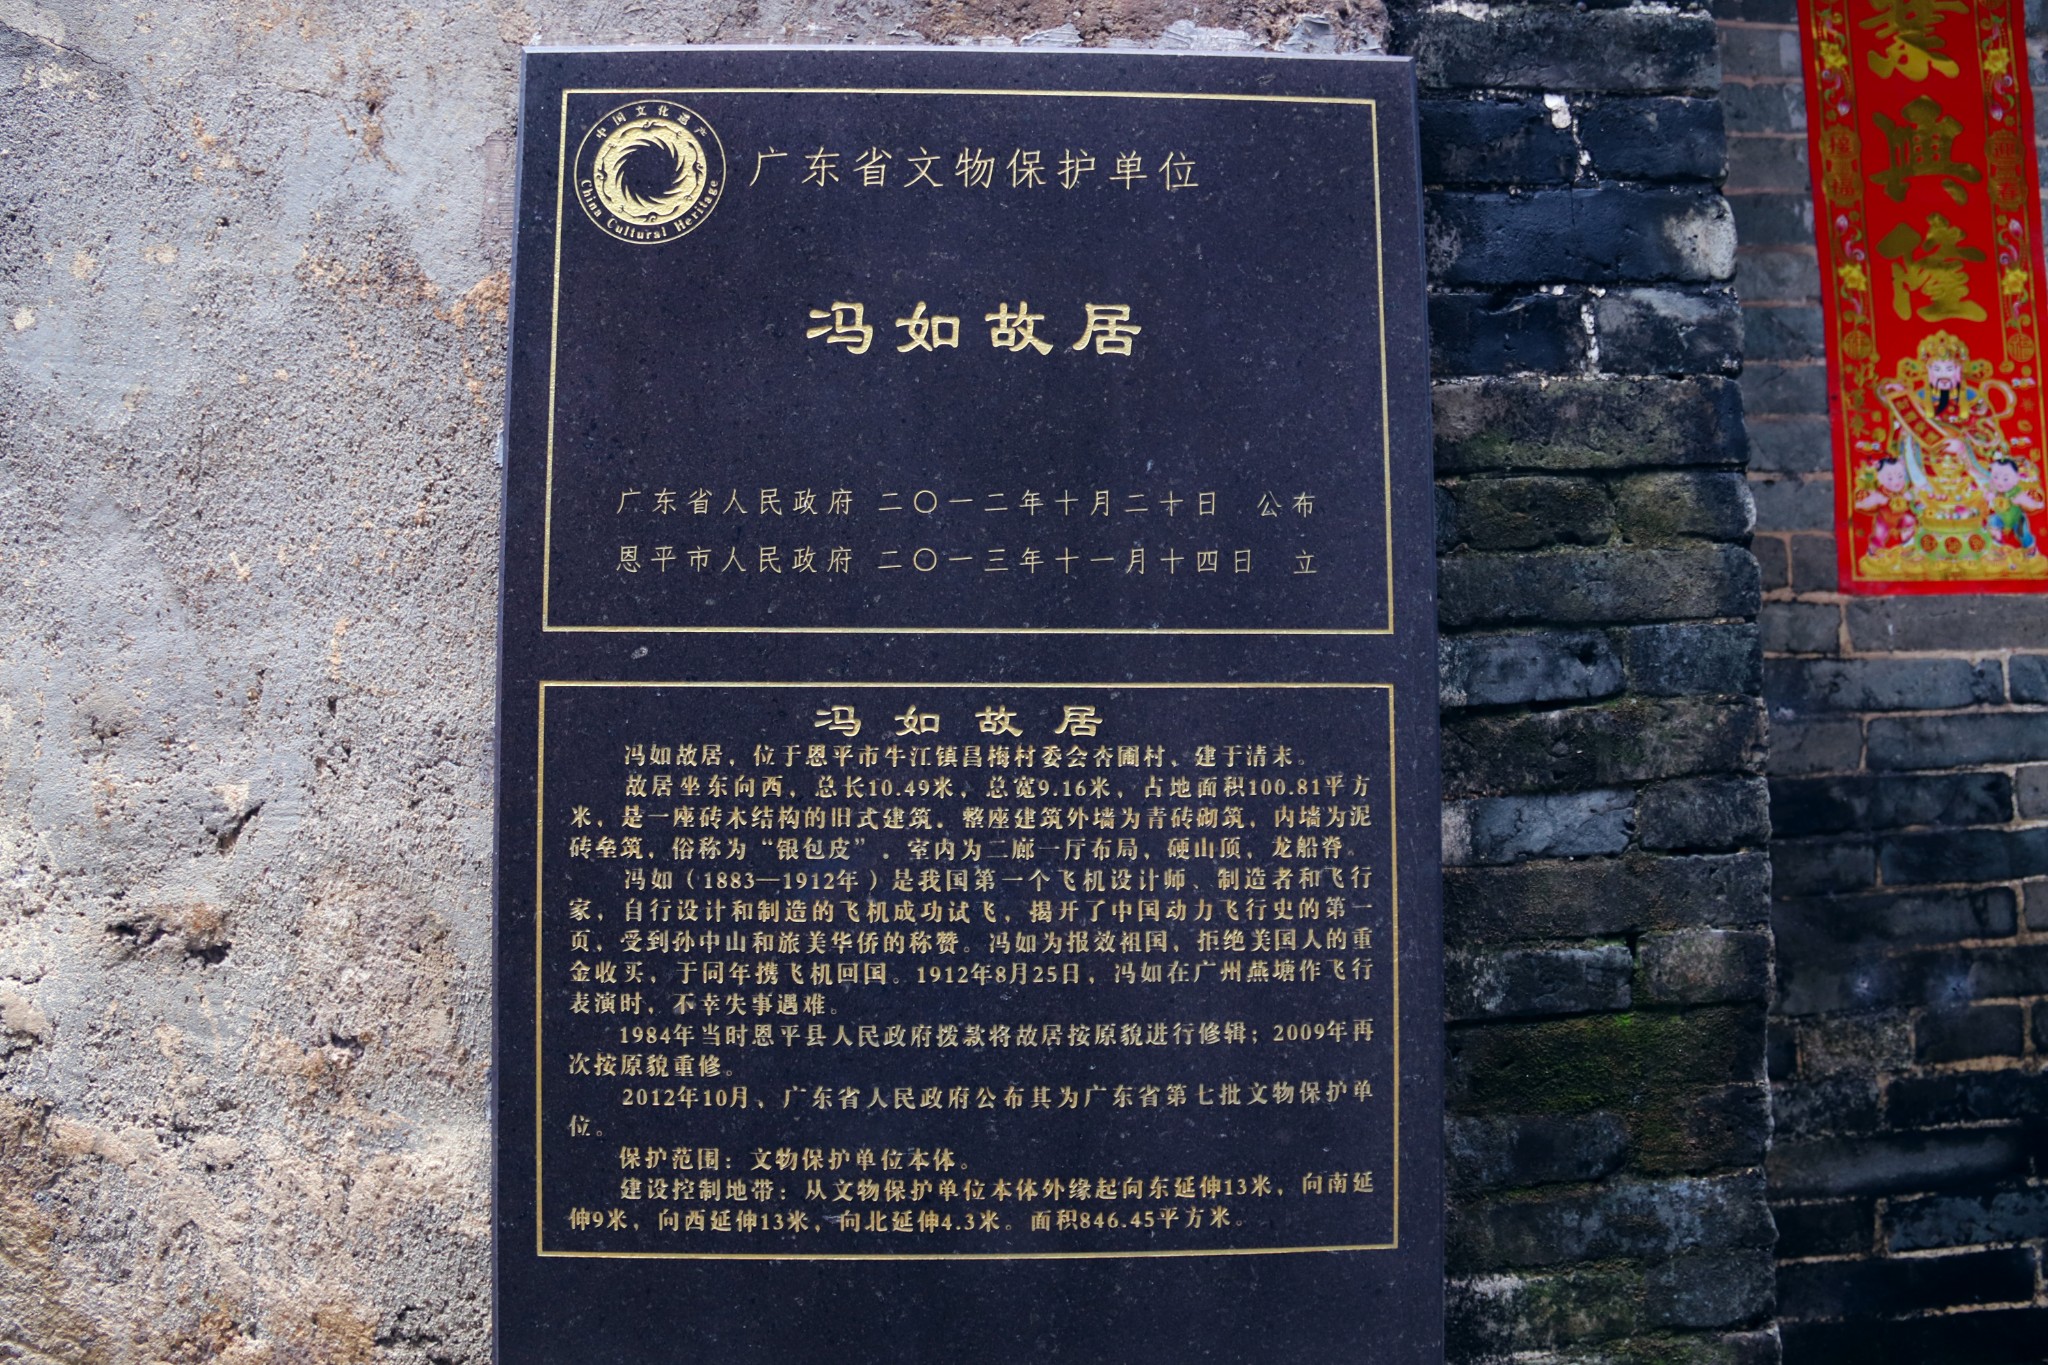 中国文化遗产
China Cultural Heritage
广东省文物保护单位
冯如故居
广东省人民政府 二〇一二年十月二十日 公布
恩平市人民政府 二〇一三年十一月十四日 立
冯如故居
冯如故居，位于恩平市牛江镇昌梅村委会杏圃村、建于清末。
故居坐东向西，总长10.49米，总宽9.16米，占地面积100.81平方
米，是一座砖木结构的旧式建筑。整座建筑外墙为青砖砌筑，内墙为泥
砖垒筑，俗称为“银包皮”。室内为二廊一厅布局，硬山顶，龙船脊。
冯如（1883—1912年）是我国第一个飞机设计师、制造者和飞行
家，自行设计和制造的飞机成功试飞，揭开了中国动力飞行史的第一
页，受到孙中山和旅美华侨的称赞。冯如为报效祖国，拒绝美国人的重
金收买，于同年携飞机回国。1912年8月25日，冯如在广州燕塘作飞行
表演时，不幸失事遇难。
1984年当时恩平县人民政府拨款将故居按原貌进行修辑；2009年再
次按原貌重修。
2012年10月、广东省人民政府公布其为广东省第七批文物保护单
位。
保护范围：文物保护单位本体。
建设控制地带：从文物保护单位本体外缘起向东延伸13米，向南延
伸9米，向西延伸13米，向北延伸4.3米。面积846.45平方米。
興隆
接福
迎春